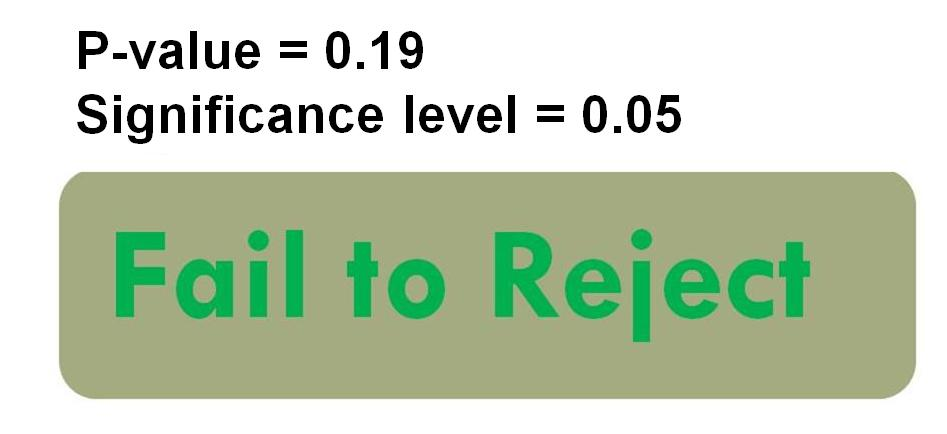 P-value = 0.19
Significance level = 0.05
Fail to Reject